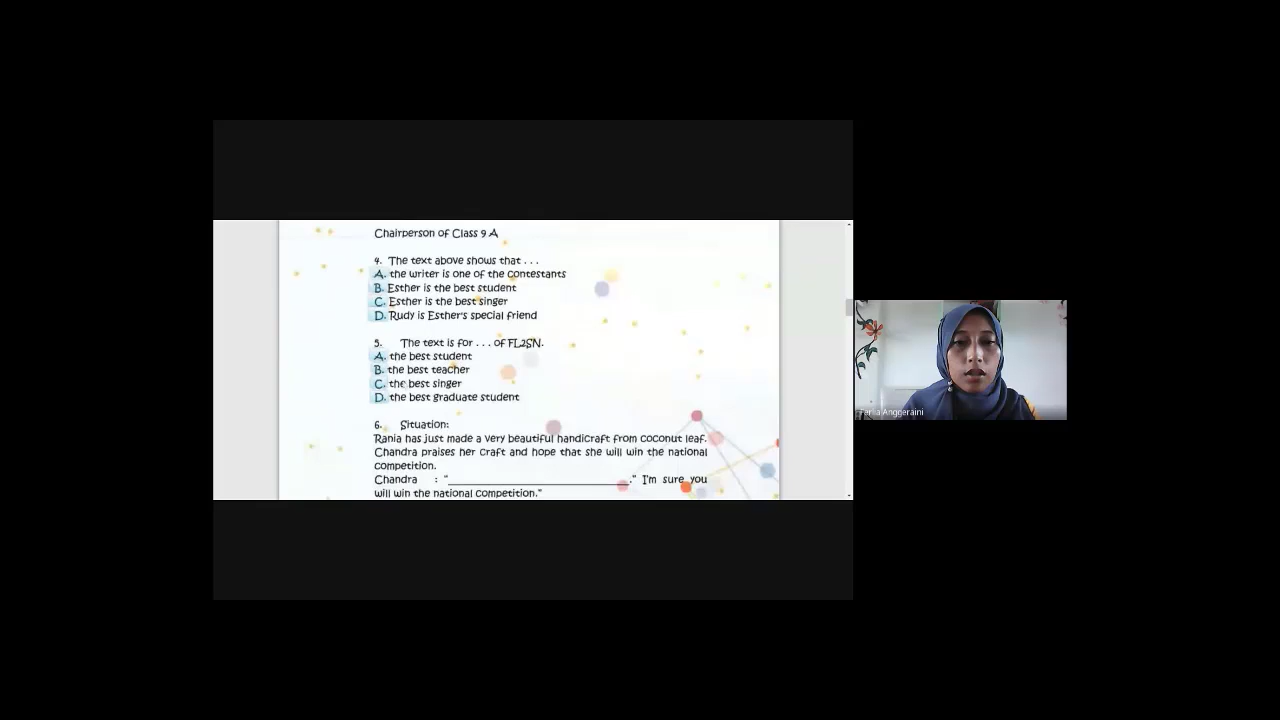 Chairperson of Class 9 A
4. The text above shows that . . .
A. the writer is one of the contestants
B. Esther is the best student
C. Esther is the best singer
D. Rudy is Esther's special friend
5. The text is for . . . of FL2SN.
A. the best student
B. the best teacher
C. the best singer
D. the best graduate student
6. Situation:
Rania has just made a very beautiful handicraft from coconut leaf.
Chandra praises her craft and hope that she will win the national
competition.
Chandra : "______________________________." I'm sure you
will win the national competition."
Anggeraini